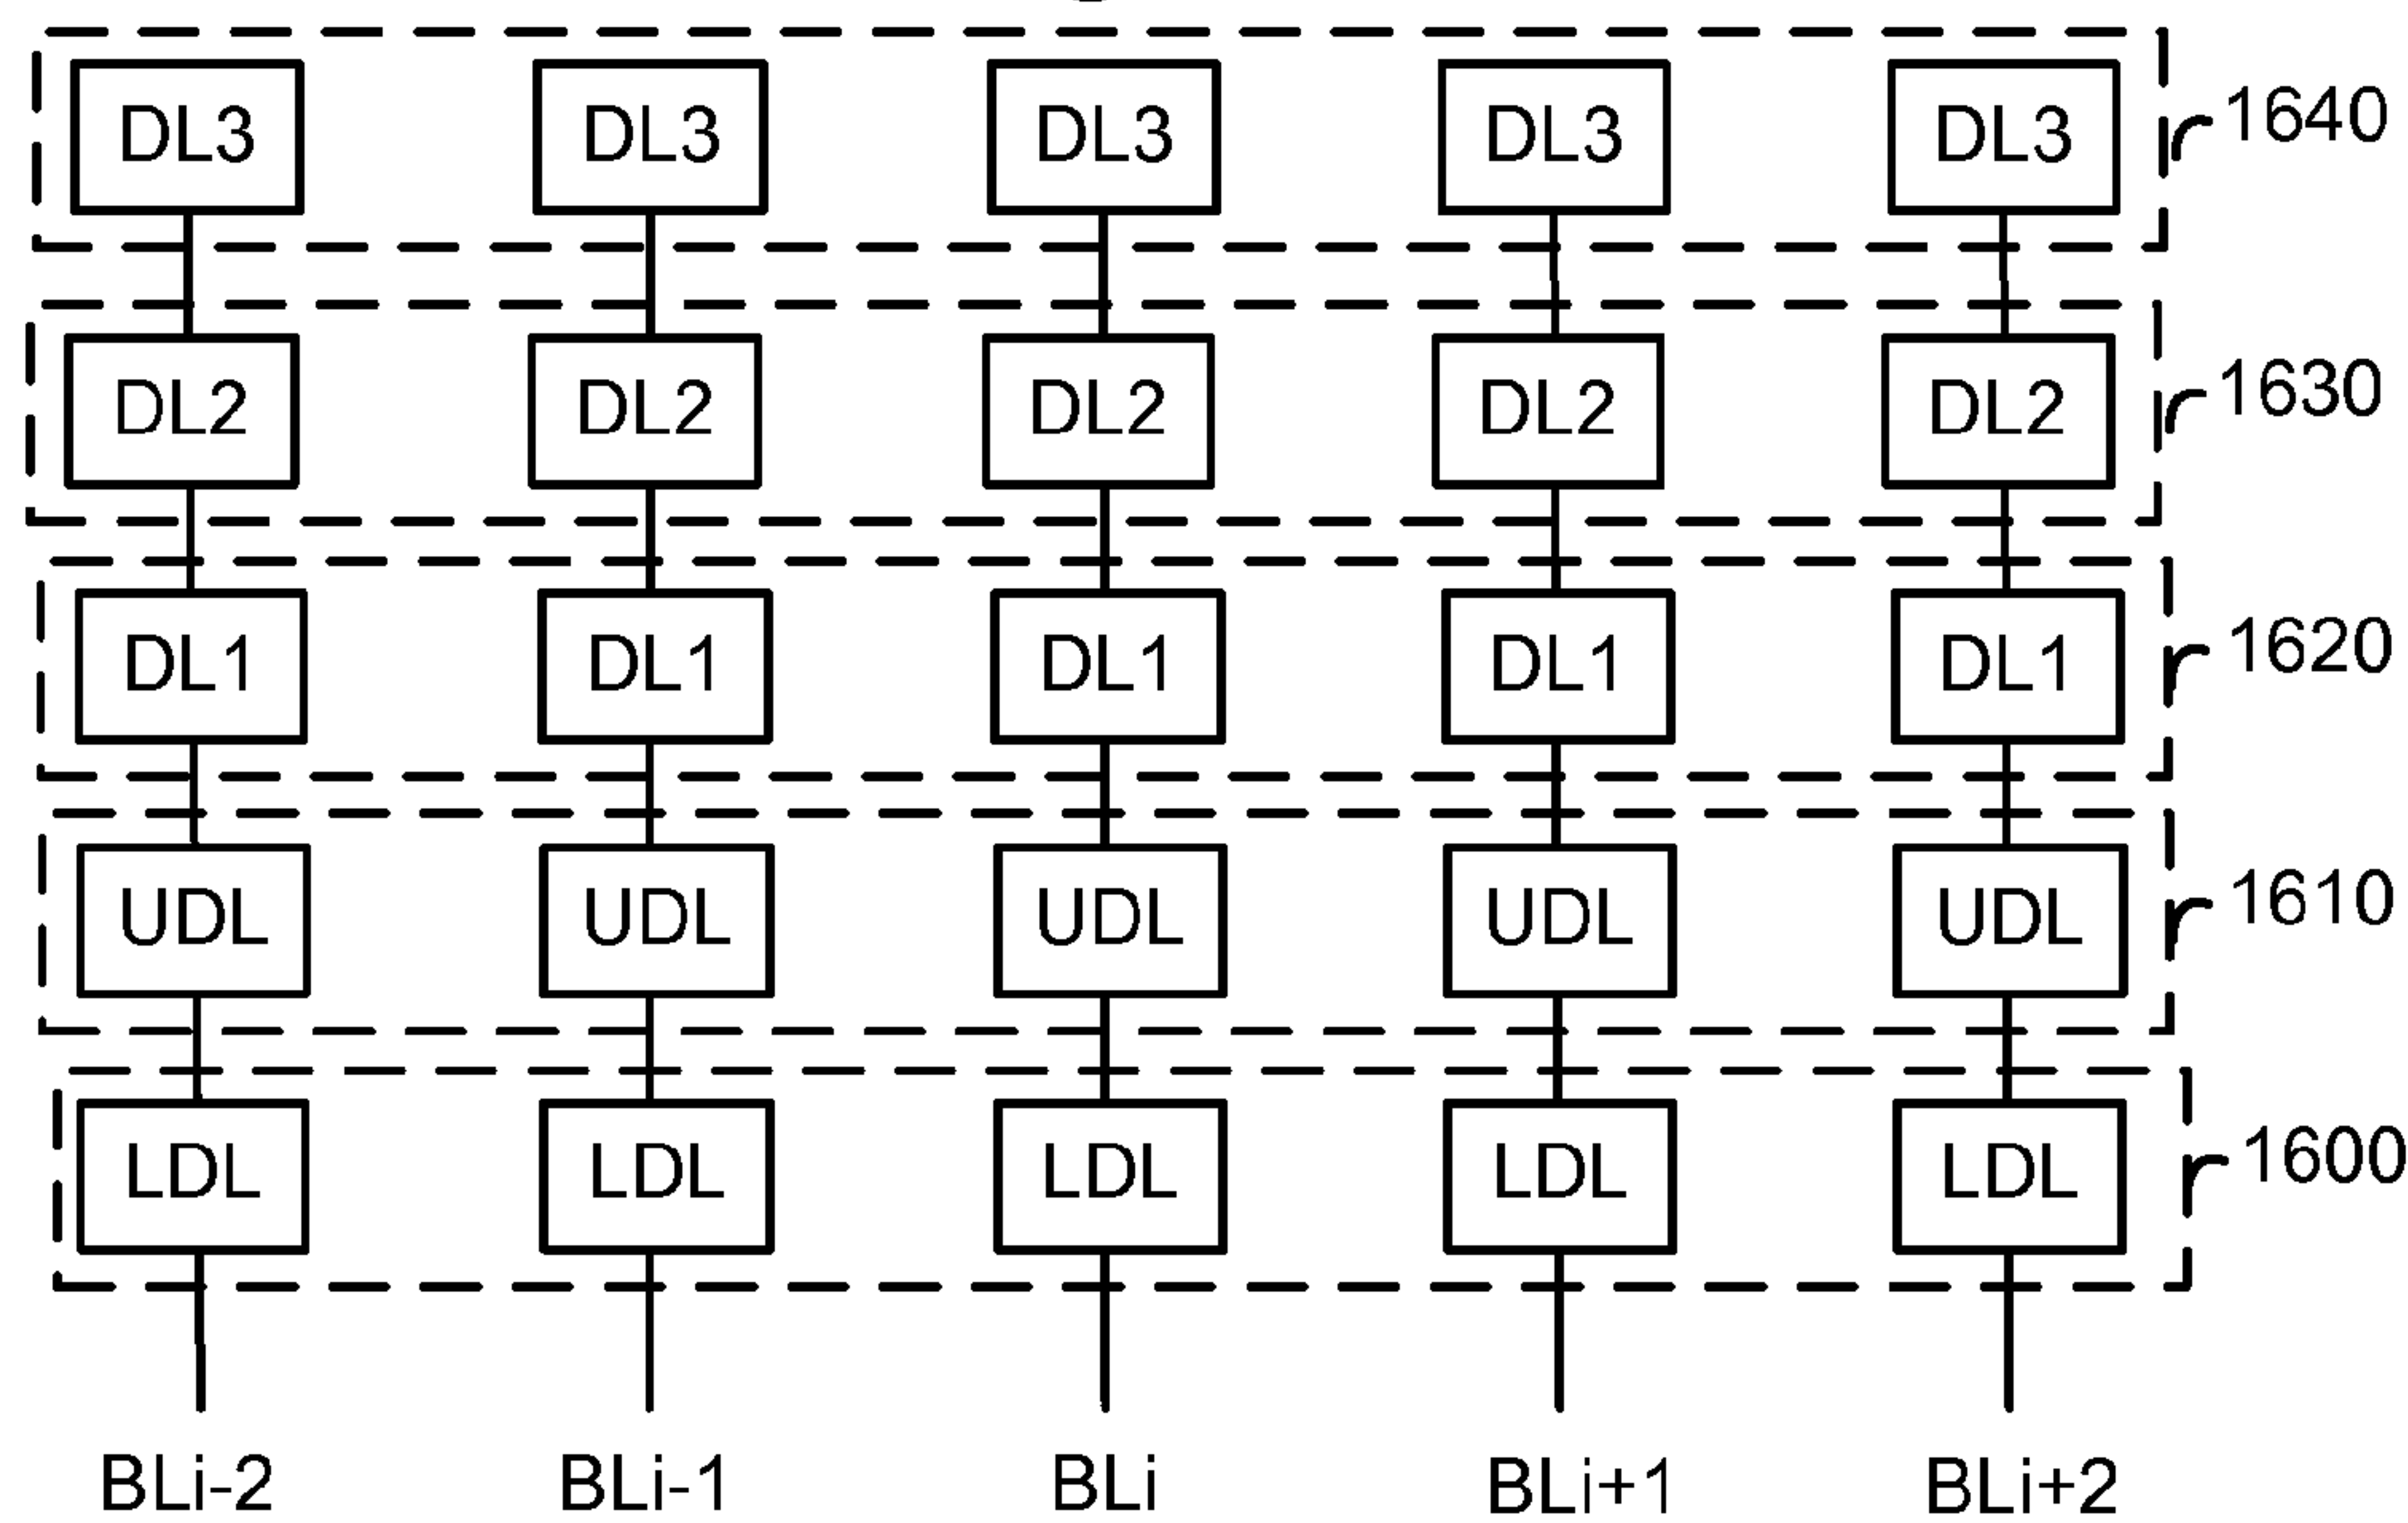 DL3 DL3 DL3 DL3 DL3 1640
DL2 DL2 DL2 DL2 DL2 1630
DL1 DL1 DL1 DL1 DL1 1620
UDL UDL UDL UDL UDL 1610
LDL LDL LDL LDL LDL 1600
BLi-2 BLi-1 BLi BLi+1 BLi+2